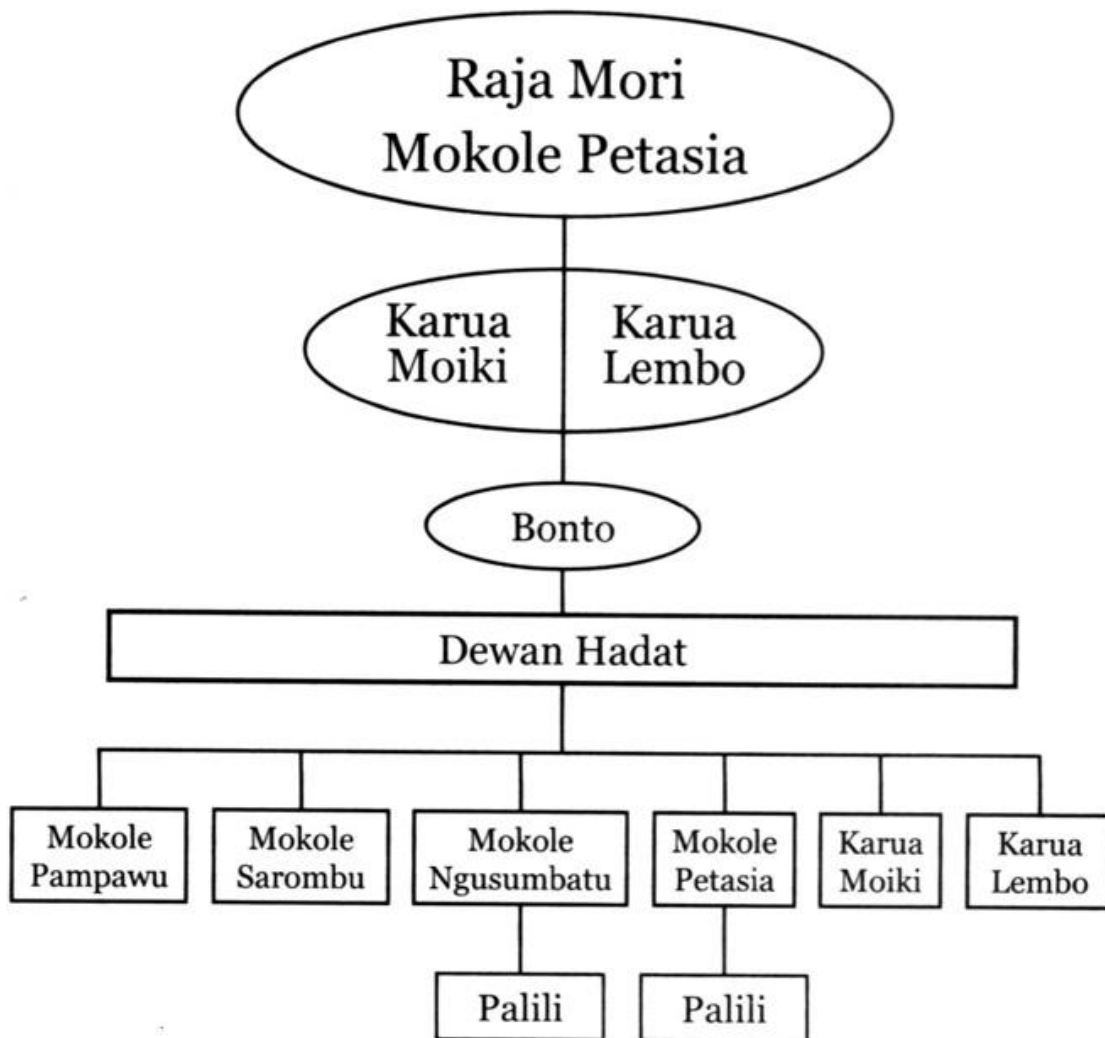 Raja Mori
Mokole Petasia
Karua
Moiki
Karua
Lembo
Bonto
Dewan Hadat
Mokole
Pampawu
Mokole
Sarombu
Mokole
Ngusumbatu
Mokole
Petasia
Karua
Moiki
Karua
Lembo
Palili
Palili